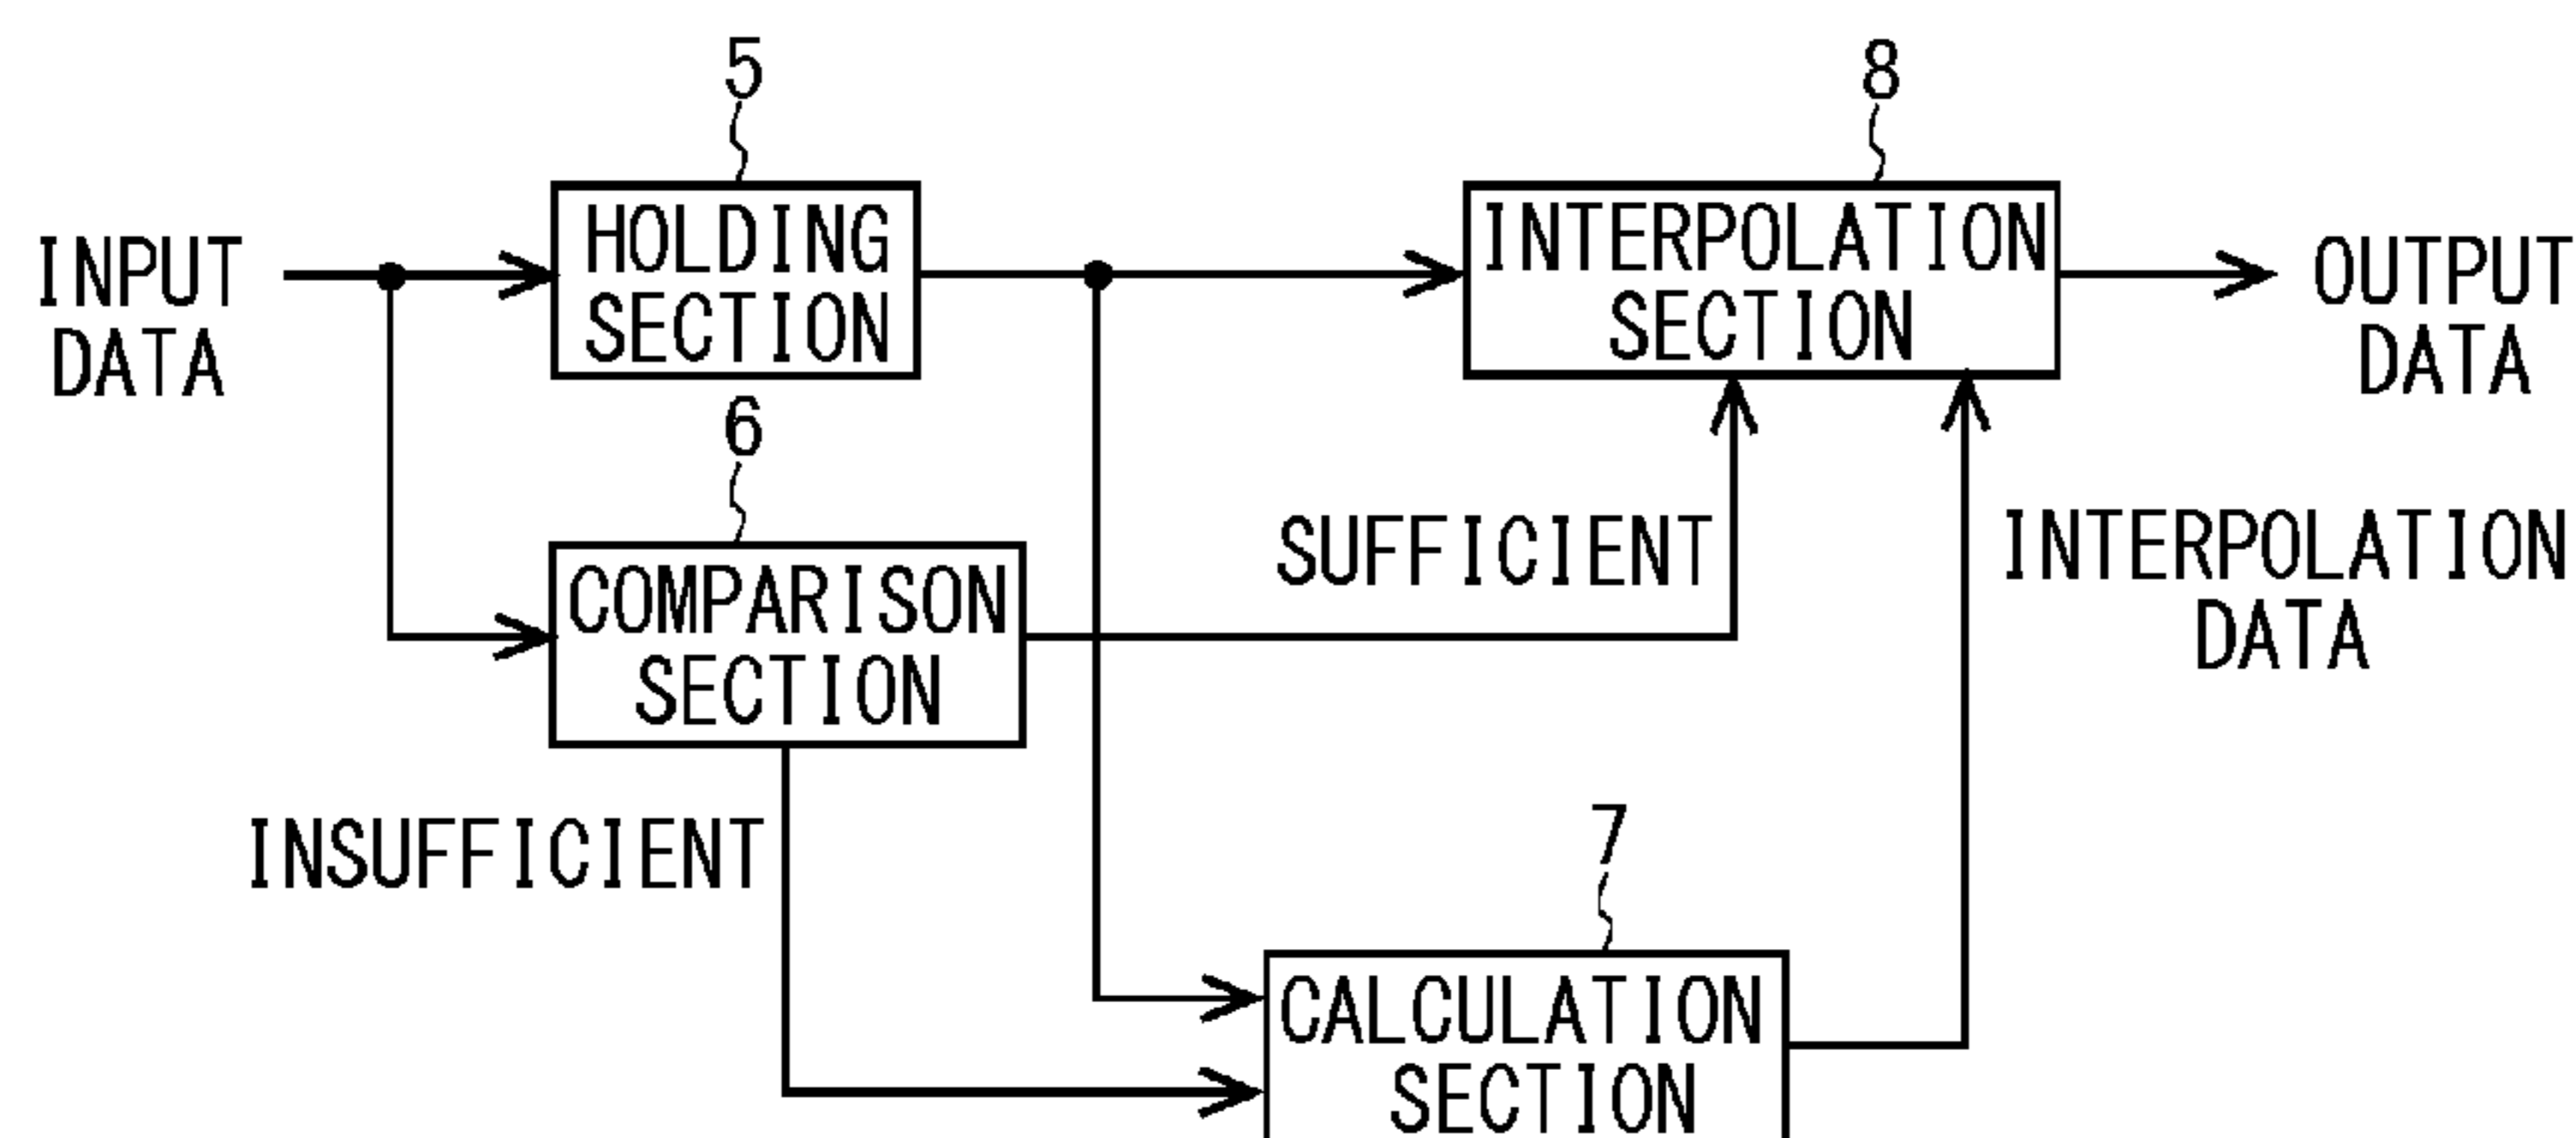 5
8
INPUT
DATA
HOLDING
SECTION
INTERPOLATION
SECTION
OUTPUT
DATA
6
COMPARISON
SECTION
SUFFICIENT
INTERPOLATION
DATA
INSUFFICIENT
7
CALCULATION
SECTION